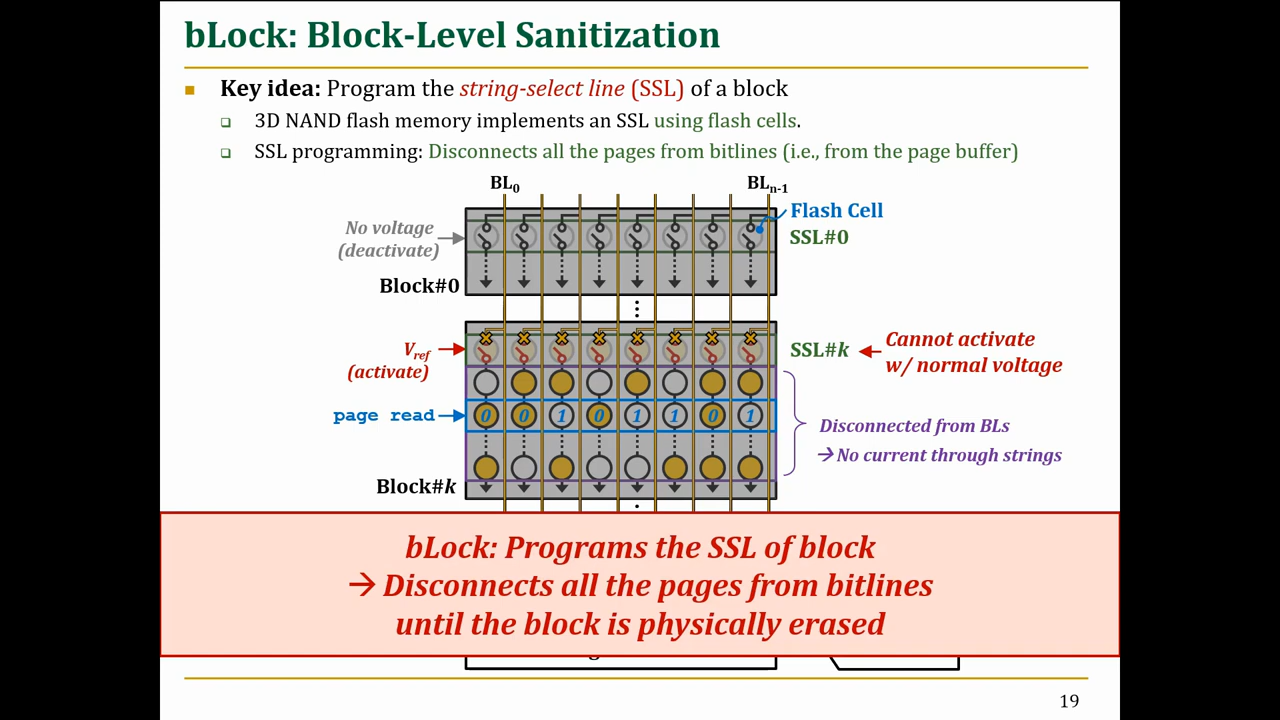 bLock: Block-Level Sanitization
Key idea: Program the string-select line (SSL) of a block
3D NAND flash memory implements an SSL using flash cells.
SSL programming: Disconnects all the pages from bitlines (i.e., from the page buffer)
BL0 BLn-1
Flash Cell
No voltage
(deactivate)
SSL#0
Block#0
Vref
(activate)
SSL#k
Cannot activate
w/ normal voltage
page read
0 0 1 0 1 1 0 1
Disconnected from BLs
→ No current through strings
Block#k
bLock: Programs the SSL of block
→ Disconnects all the pages from bitlines
until the block is physically erased
19